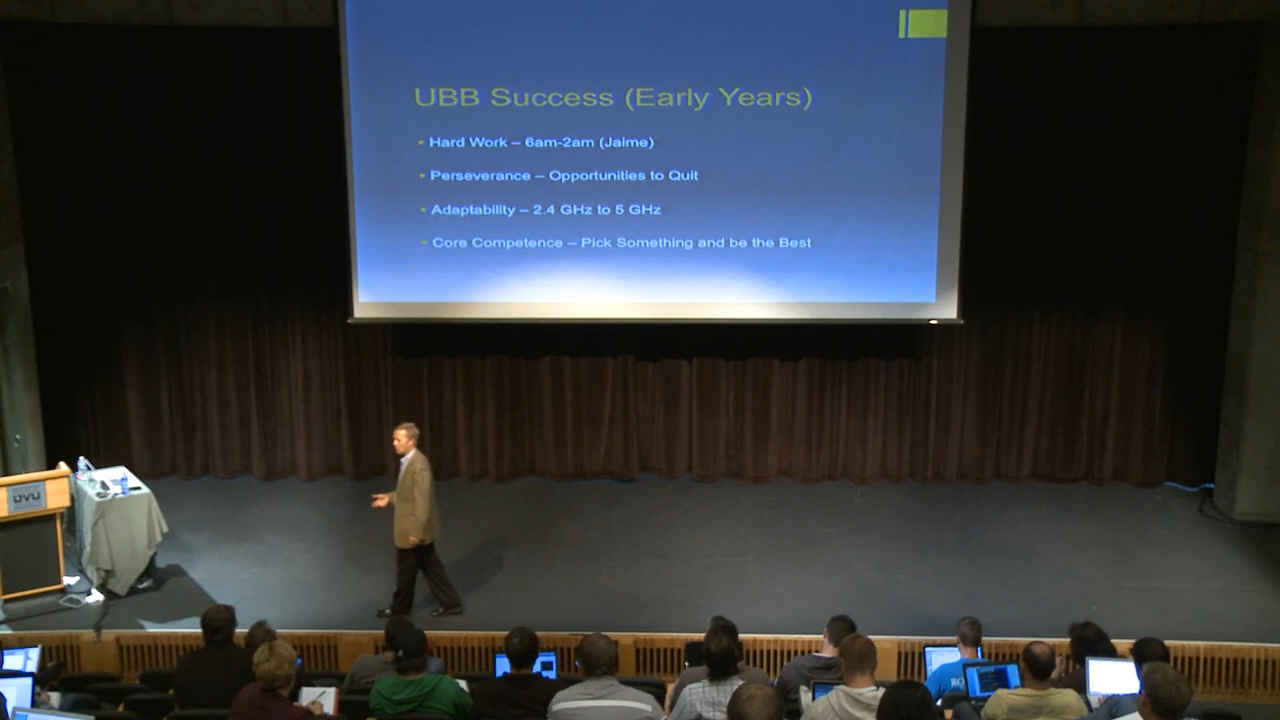 UBB Success (Early Years)
Hard Work – 6am-2am (Jaime)
Perseverance – Opportunities to Quit
Adaptability – 2.4 GHz to 5 GHz
Core Competence – Pick Something and be the Best
UVU